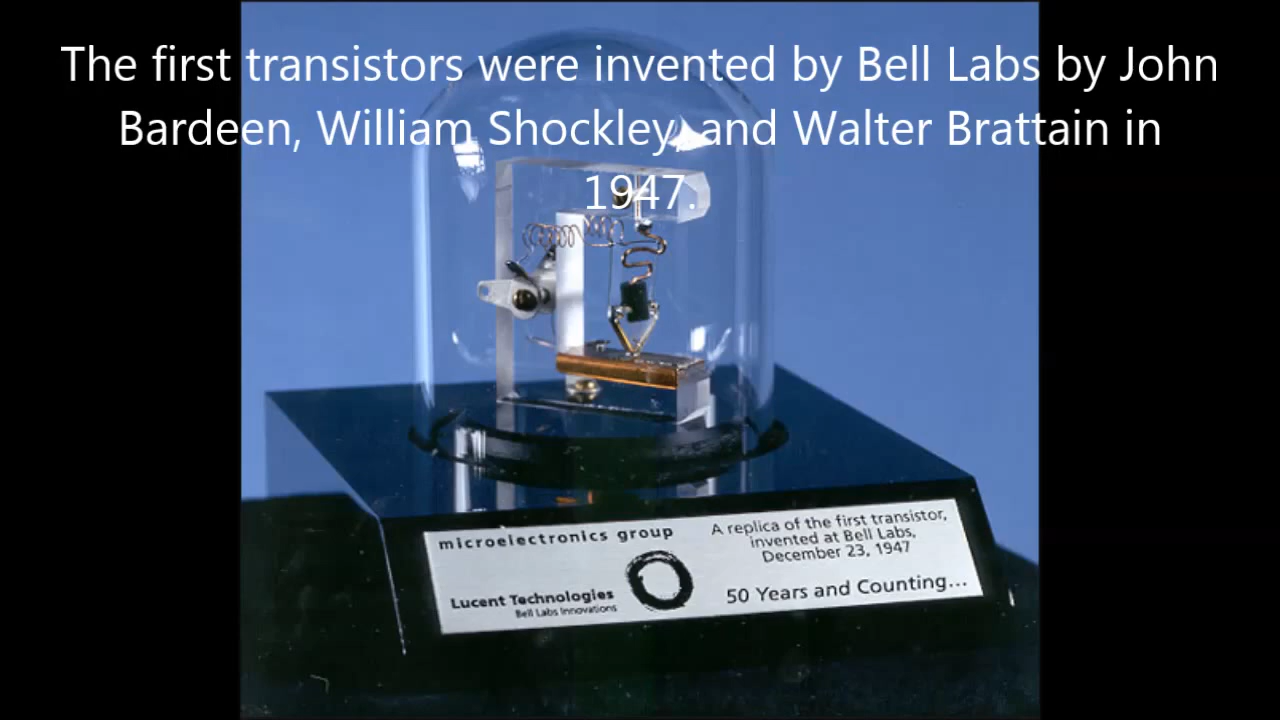 The first transistors were invented by Bell Labs by John
Bardeen, William Shockley, and Walter Brattain in
1947.
microelectronics group
Lucent Technologies
Bell Labs Innovations
A replica of the first transistor,
invented at Bell Labs,
December 23, 1947
50 Years and Counting...